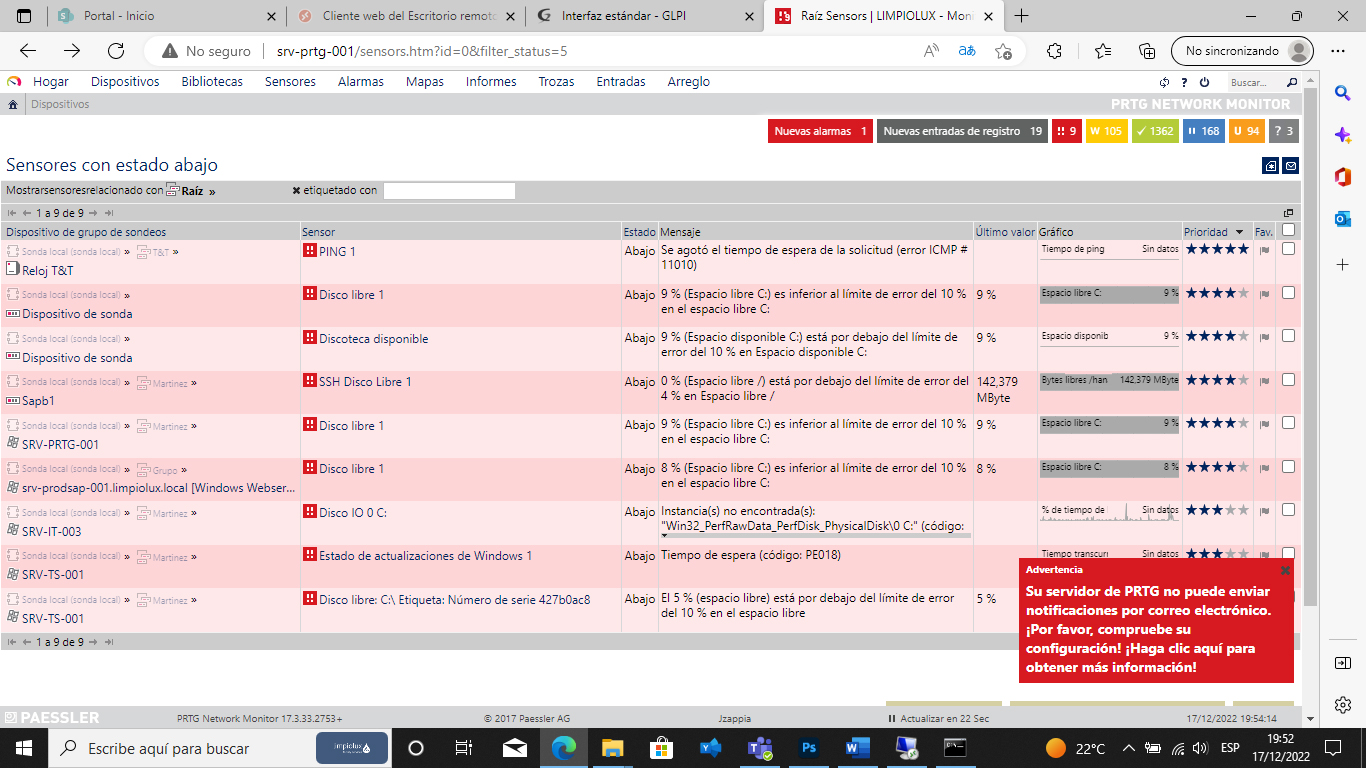 Portal - Inicio
Cliente web del Escritorio remoto
Interfaz estándar - GLPI
Raíz Sensors | LIMPIOLUX - Moni
No seguro
srv-prtg-001/sensors.htm?id=0&filter_status=5
No sincronizando
Hogar Dispositivos Bibliotecas Sensores Alarmas Mapas Informes Trozas Entradas Arreglo
Buscar...
Dispositivos
PRTG NETWORK MONITOR
Nuevas alarmas 1
Nuevas entradas de registro 19
!! 9
W 105
✓ 1362
II 168
U 94
? 3
Sensores con estado abajo
Mostrarsensoresrelacionado con Raíz »
✖ etiquetado con
1 a 9 de 9
Dispositivo de grupo de sondeos Sensor Estado Mensaje Último valor Gráfico Prioridad Fav.
Sonda local (sonda local) » T&T »
Reloj T&T
PING 1
Abajo
Se agotó el tiempo de espera de la solicitud (error ICMP #
11010)
Tiempo de ping Sin datos
Sonda local (sonda local) »
Dispositivo de sonda
Disco libre 1
Abajo
9 % (Espacio libre C:) es inferior al límite de error del 10 %
en el espacio libre C:
9 %
Espacio libre C: 9 %
Sonda local (sonda local) »
Dispositivo de sonda
Discoteca disponible
Abajo
9 % (Espacio disponible C:) está por debajo del límite de
error del 10 % en Espacio disponible C:
9 %
Espacio disponib 9 %
Sonda local (sonda local) » Martinez »
Sapb1
SSH Disco Libre 1
Abajo
0 % (Espacio libre /) está por debajo del límite de error del
4 % en Espacio libre /
142,379
MByte
Bytes libres /han 142,379 MByte
Sonda local (sonda local) » Martinez »
SRV-PRTG-001
Disco libre 1
Abajo
9 % (Espacio libre C:) es inferior al límite de error del 10 %
en el espacio libre C:
9 %
Espacio libre C: 9 %
Sonda local (sonda local) » Grupo »
srv-prodsap-001.limpiolux.local [Windows Webser...
Disco libre 1
Abajo
8 % (Espacio libre C:) es inferior al límite de error del 10 %
en el espacio libre C:
8 %
Espacio libre C: 8 %
Sonda local (sonda local) » Martinez »
SRV-IT-003
Disco IO 0 C:
Abajo
Instancia(s) no encontrada(s):
"Win32_PerfRawData_PerfDisk_PhysicalDisk\0 C:" (código:
% de tiempo de Sin datos
Sonda local (sonda local) » Martinez »
SRV-TS-001
Estado de actualizaciones de Windows 1
Abajo
Tiempo de espera (código: PE018)
Tiempo transcurr Sin datos
Sonda local (sonda local) » Martinez »
SRV-TS-001
Disco libre: C:\ Etiqueta: Número de serie 427b0ac8
Abajo
El 5 % (espacio libre) está por debajo del límite de error
del 10 % en el espacio libre
5 %
1 a 9 de 9
Advertencia
Su servidor de PRTG no puede enviar
notificaciones por correo electrónico.
¡Por favor, compruebe su
configuración! ¡Haga clic aquí para
obtener más información!
PAESSLER
PRTG Network Monitor 17.3.33.2753+
© 2017 Paessler AG
Jzappia
Actualizar en 22 Sec
17/12/2022 19:54:14
Escribe aquí para buscar
limpiolux
22°C
ESP
19:52
17/12/2022